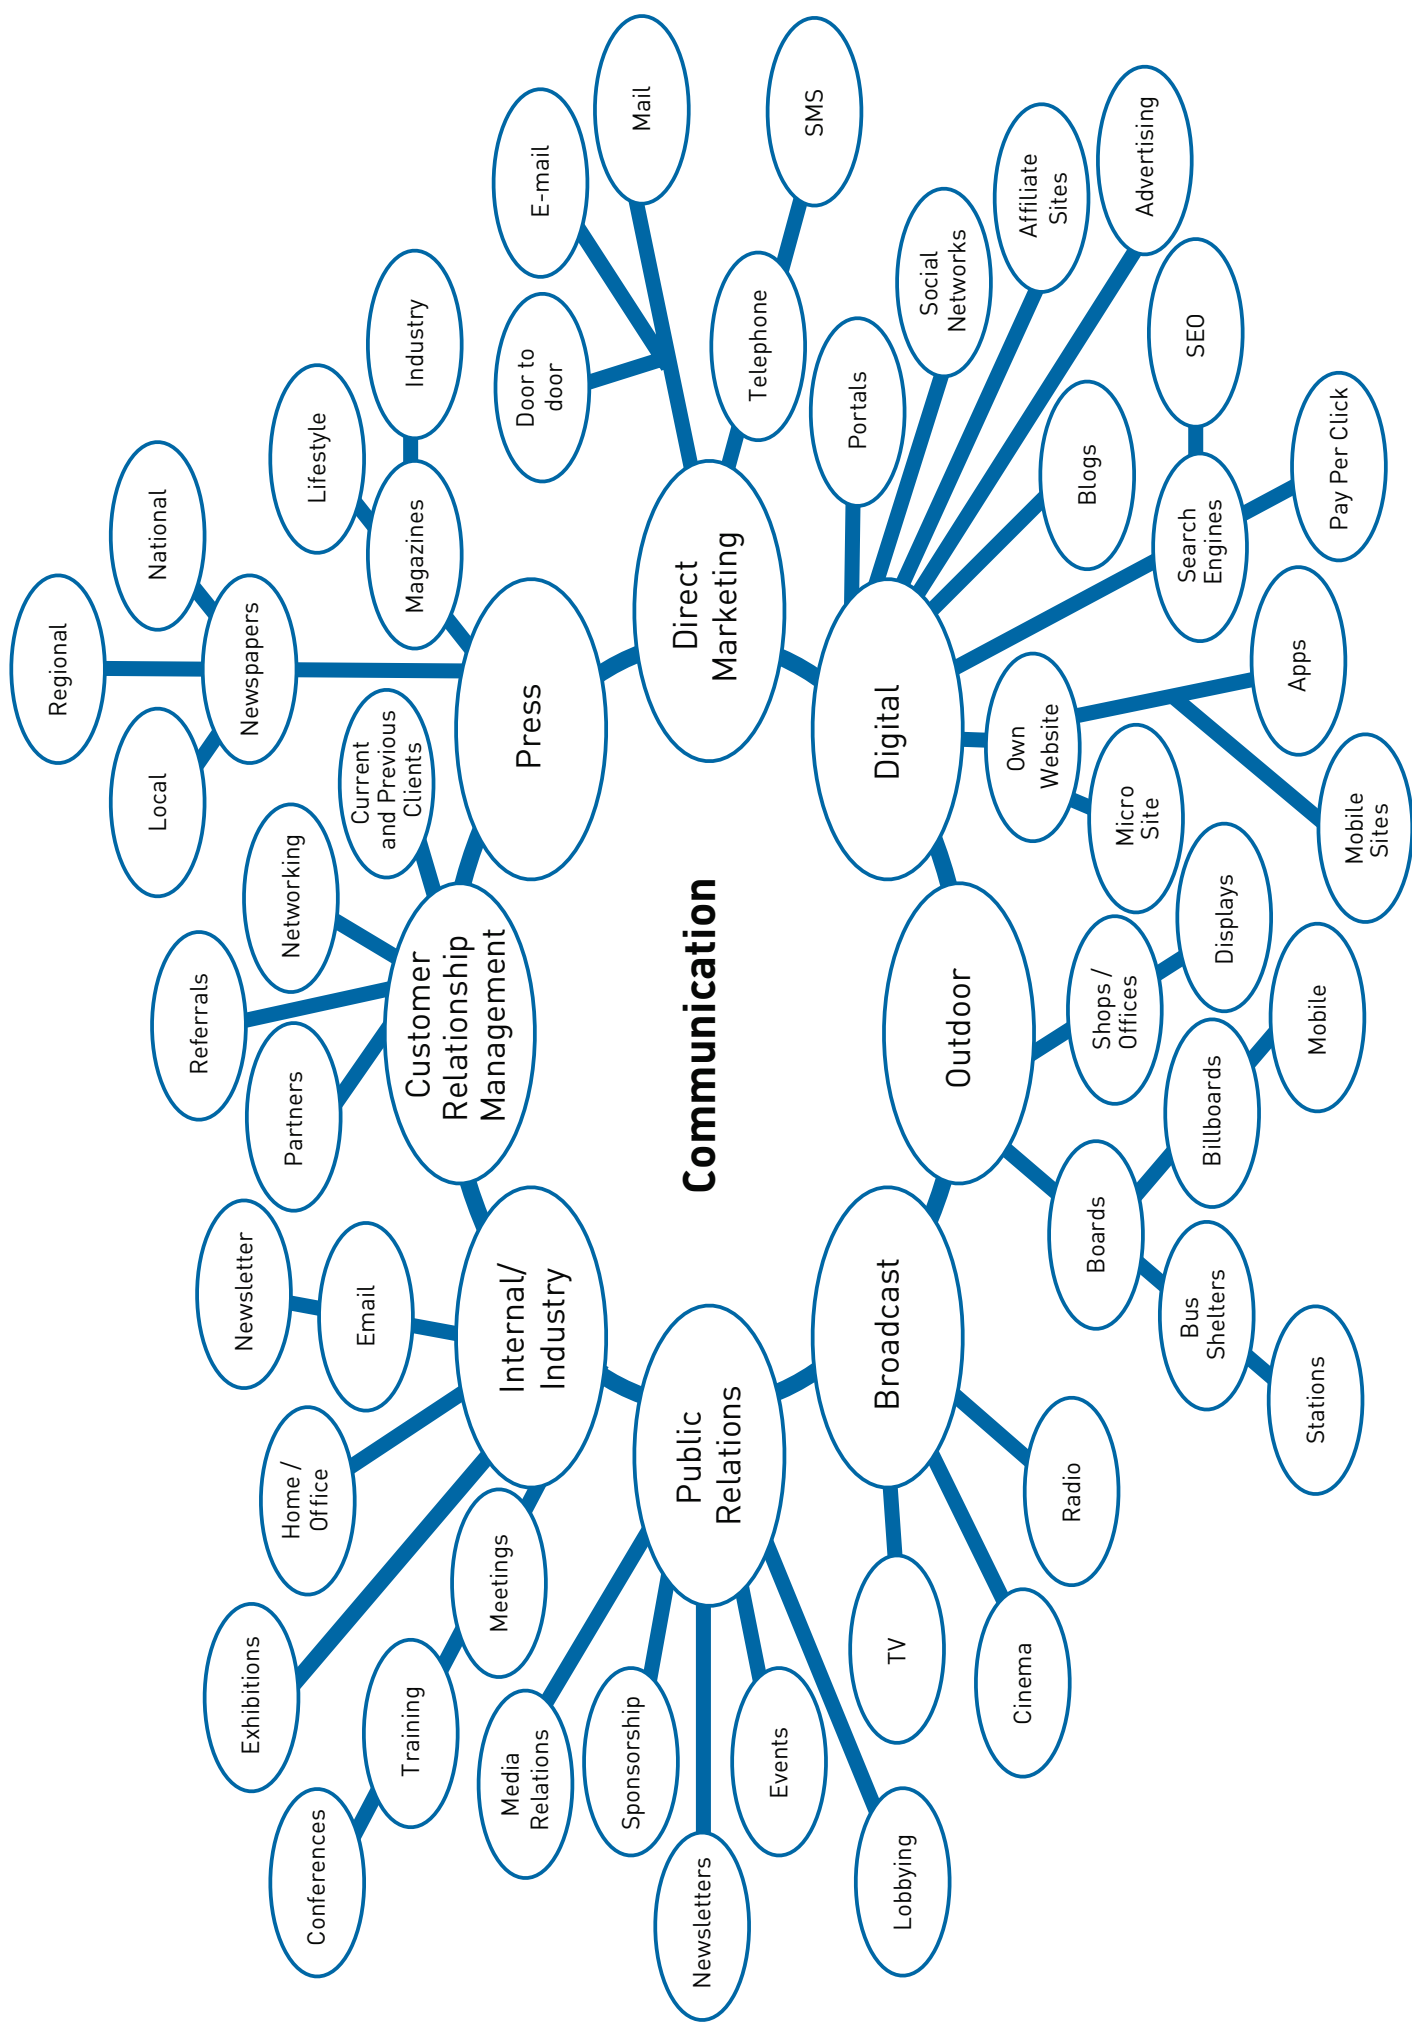 Communication
Press
Newspapers
Local
Regional
National
Magazines
Lifestyle
Industry
Direct
Marketing
Door to
door
E-mail
Mail
Telephone
SMS
Digital
Portals
Social
Networks
Affiliate
Sites
Advertising
Blogs
Search
Engines
SEO
Pay Per Click
Own
Website
Apps
Mobile
Sites
Micro
Site
Outdoor
Shops /
Offices
Displays
Boards
Billboards
Mobile
Bus
Shelters
Stations
Broadcast
Radio
Cinema
TV
Public
Relations
Lobbying
Events
Newsletters
Sponsorship
Media
Relations
Internal/
Industry
Meetings
Training
Conferences
Exhibitions
Home /
Office
Email
Newsletter
Customer
Relationship
Management
Partners
Referrals
Networking
Current
and Previous
Clients